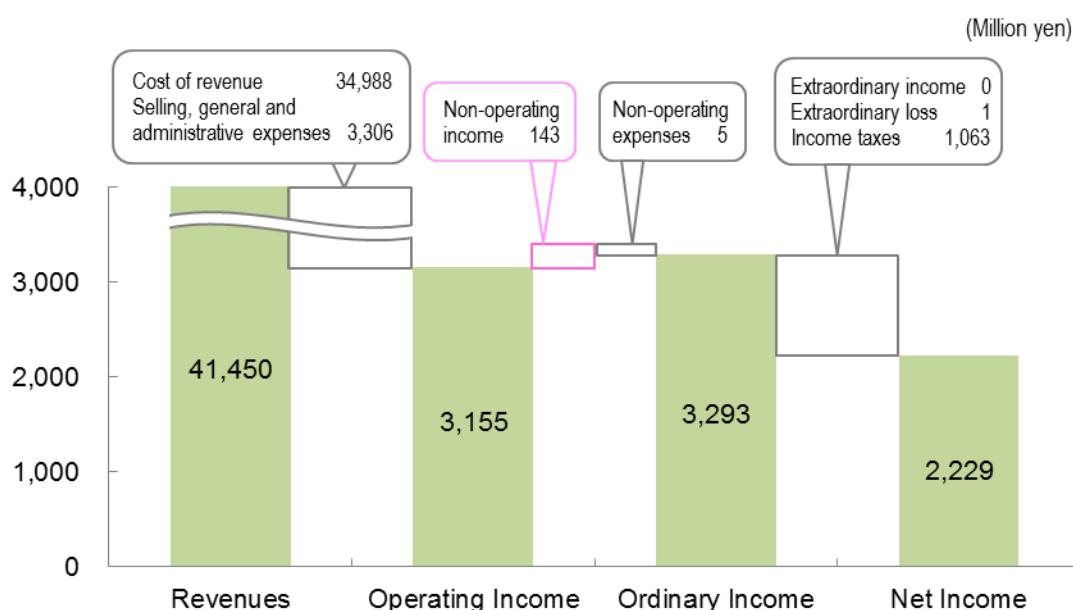 (Million yen)
Cost of revenue 34,988
Selling, general and
administrative expenses 3,306
Non-operating
income 143
Non-operating
expenses 5
Extraordinary income 0
Extraordinary loss 1
Income taxes 1,063
4,000
3,000
2,000
1,000
0
41,450
3,155
3,293
2,229
Revenues
Operating Income
Ordinary Income
Net Income